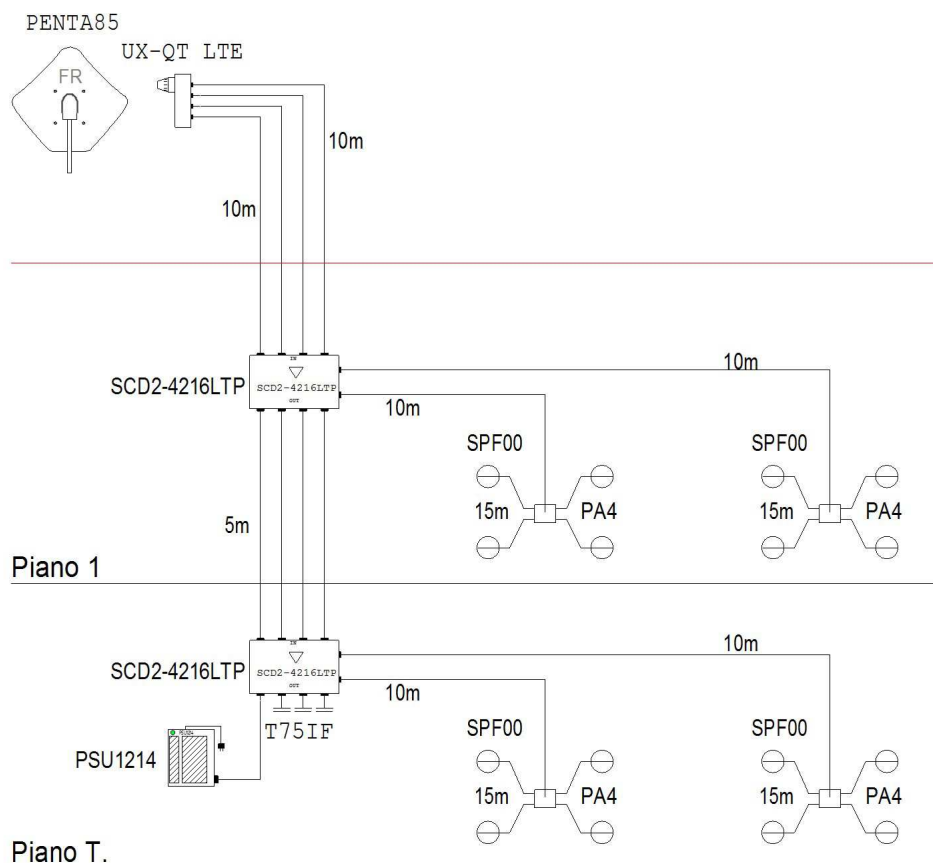 PENTA85
UX-QT LTE
FR
10m
10m
IN
SCD2-4216LTP
SCD2-4216LTP
OUT
10m
10m
SPF00
SPF00
15m
PA4
15m
PA4
5m
Piano 1
IN
SCD2-4216LTP
SCD2-4216LTP
OUT
10m
10m
T75IF
SPF00
SPF00
PSU1214
15m
PA4
15m
PA4
Piano T.